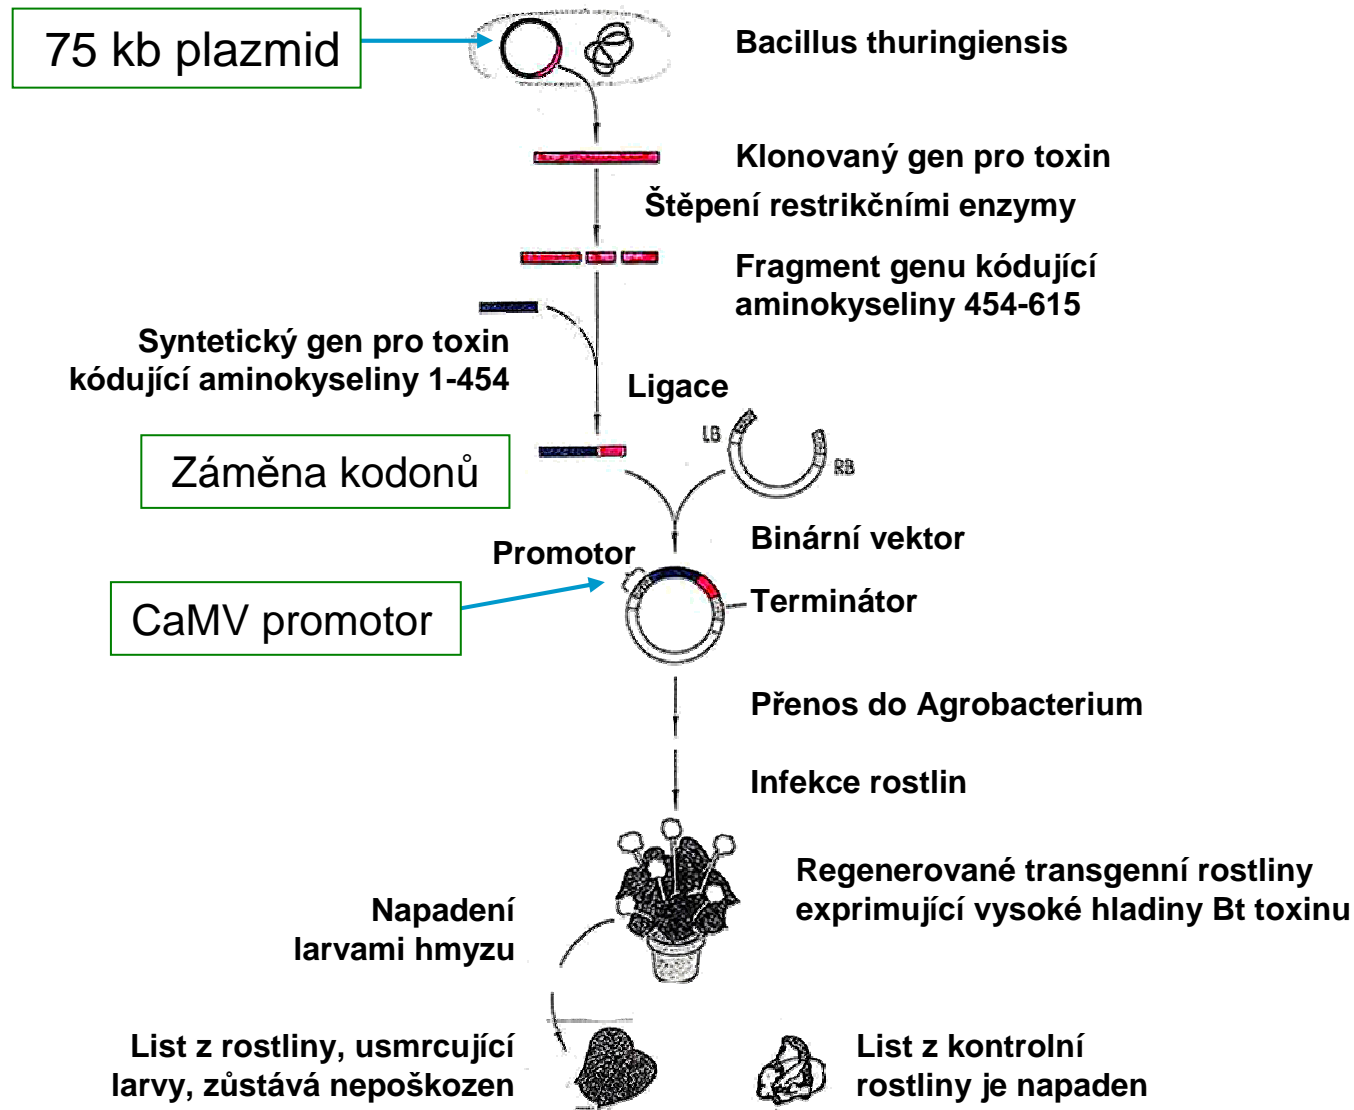 75 kb plazmid
Bacillus thuringiensis
Klonovaný gen pro toxin
Štěpení restrikčními enzymy
Fragment genu kódující
aminokyseliny 454-615
Syntetický gen pro toxin
kódující aminokyseliny 1-454
Ligace
LB
RB
Záměna kodonů
Binární vektor
Promotor
Terminátor
CaMV promotor
Přenos do Agrobacterium
Infekce rostlin
Regenerované transgenní rostliny
exprimující vysoké hladiny Bt toxinu
Napadení
larvami hmyzu
List z rostliny, usmrcující
larvy, zůstává nepoškozen
List z kontrolní
rostliny je napaden